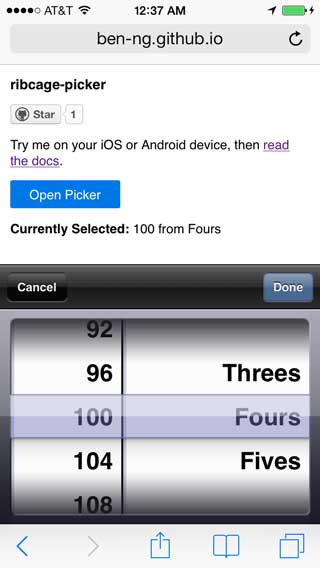 AT&T 12:37 AM
ben-ng.github.io
ribcage-picker
Star 1
Try me on your iOS or Android device, then read
the docs.
Open Picker
Currently Selected: 100 from Fours
Cancel Done
92
96 Threes
100 Fours
104 Fives
108